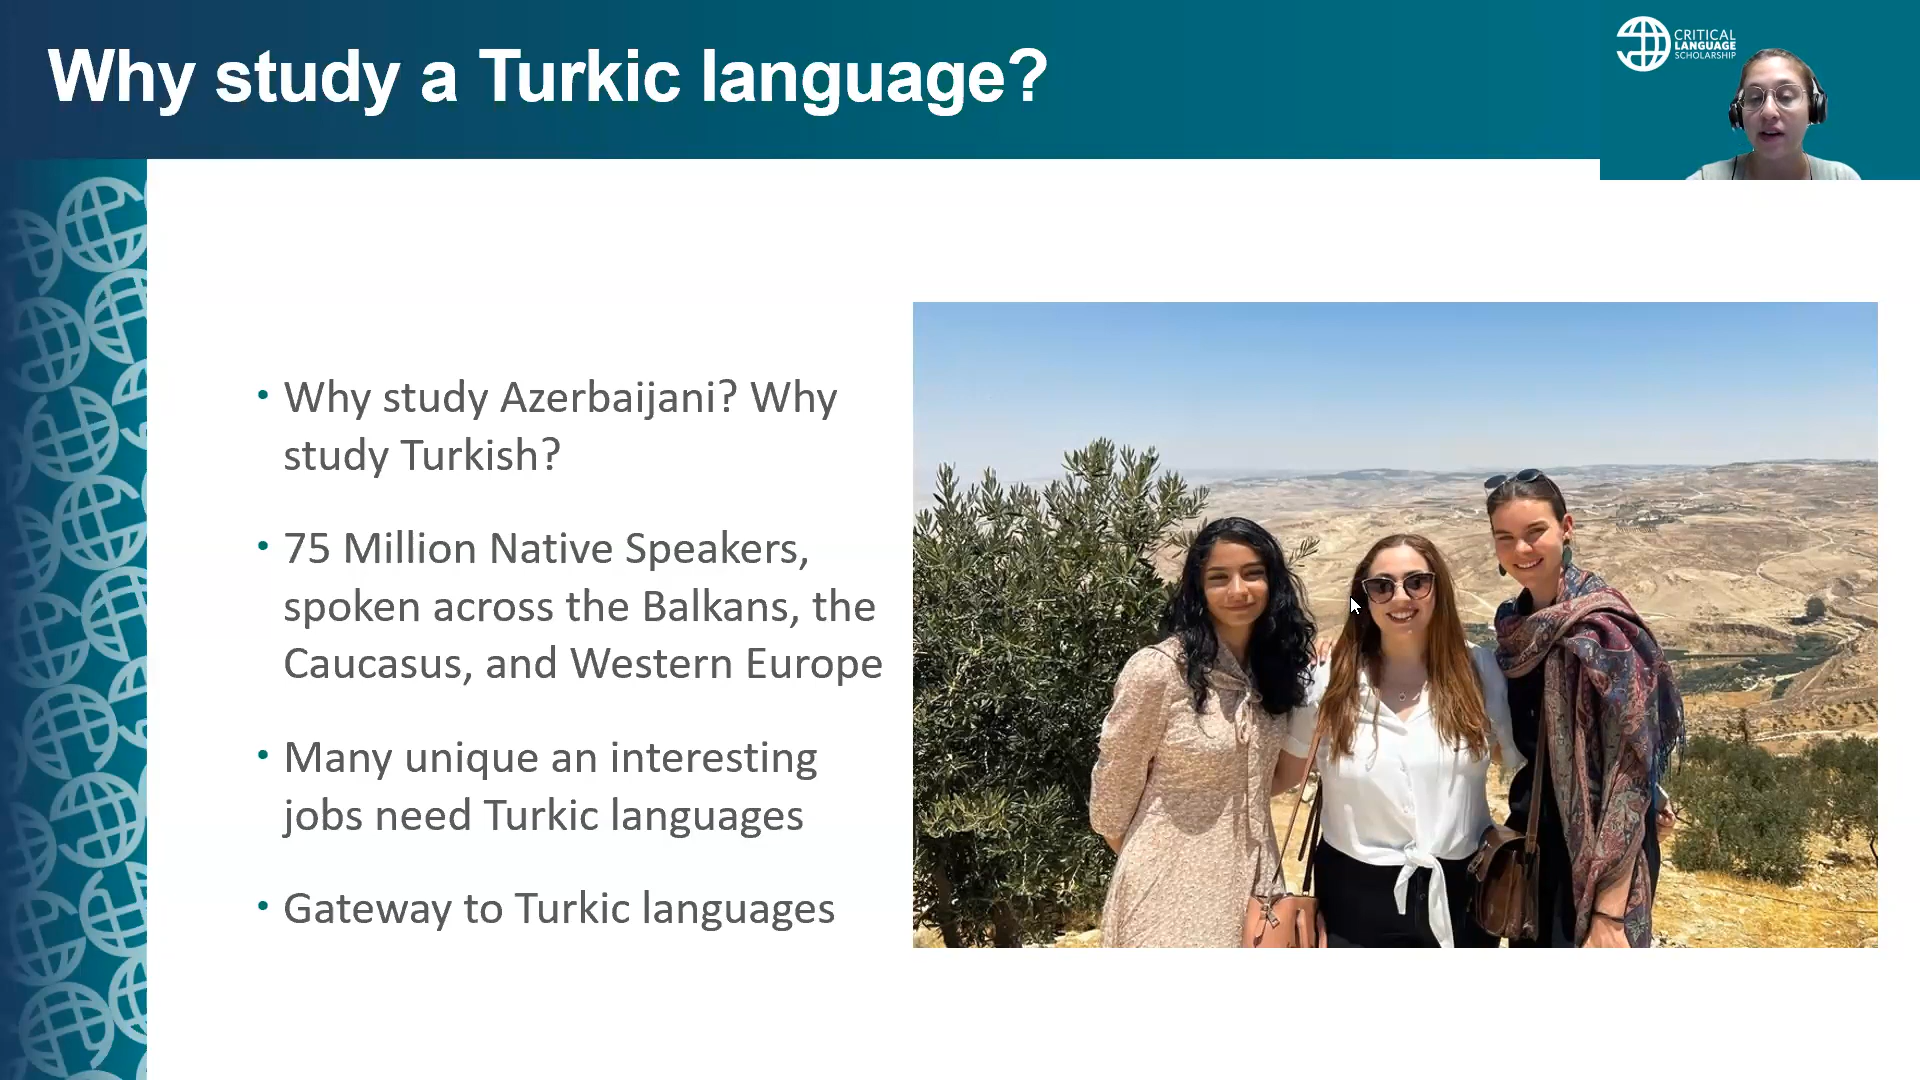 Why study a Turkic language?
CRITICAL
LANGUAGE
SCHOLARSHIP
• Why study Azerbaijani? Why
study Turkish?
• 75 Million Native Speakers,
spoken across the Balkans, the
Caucasus, and Western Europe
• Many unique an interesting
jobs need Turkic languages
• Gateway to Turkic languages